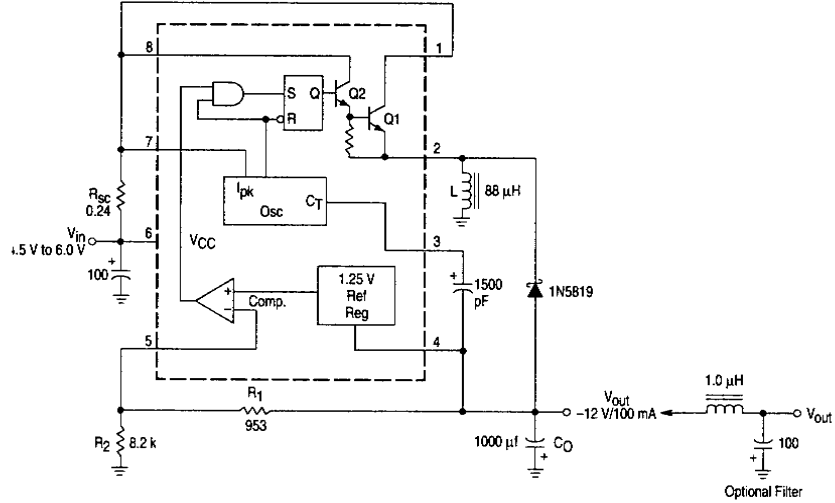 8
1
S Q
R
Q2
Q1
7
2
Ipk
Osc
CT
L
88 µH
Rsc
0.24
Vin
.5 V to 6.0 V
6
VCC
3
100
+
+
1500
pF
1N5819
+
−
Comp.
1.25 V
Ref
Reg
5
4
R1
953
Vout
−12 V/100 mA
1.0 µH
Vout
R2
8.2 k
1000 µf
CO
+
100
+
Optional Filter